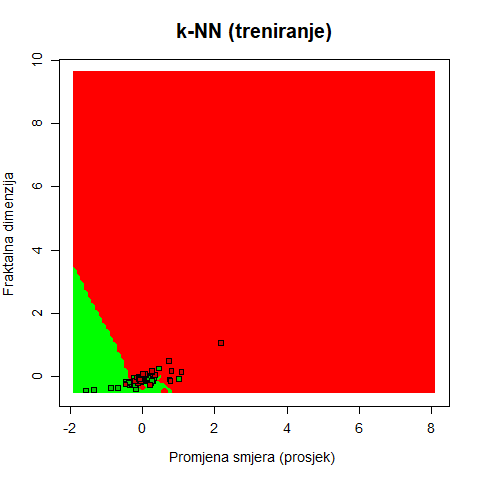 k-NN (treniranje)
Fraktalna dimenzija
10
8
6
4
2
0
-2 0 2 4 6 8
Promjena smjera (prosjek)